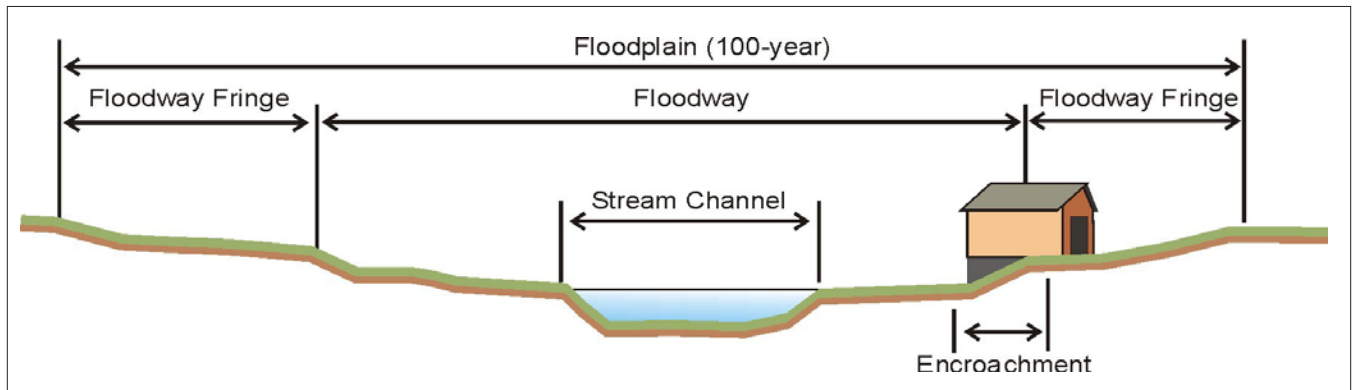 Floodplain (100-year)
Floodway Fringe
Floodway
Floodway Fringe
Stream Channel
Encroachment